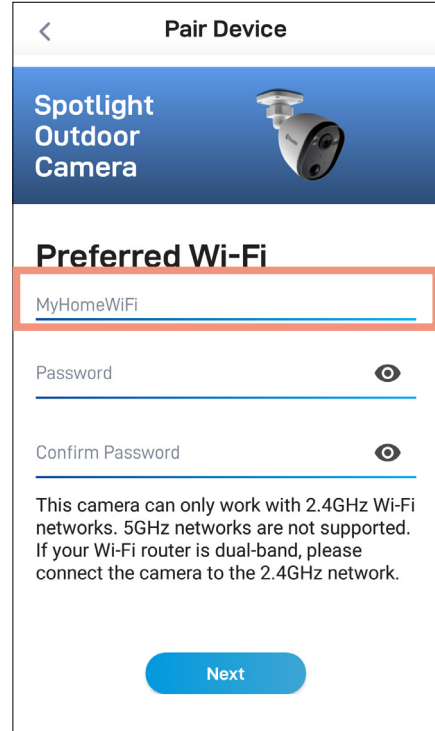 Pair Device
Spotlight
Outdoor
Camera
Preferred Wi-Fi
MyHomeWiFi
Password
Confirm Password
This camera can only work with 2.4GHz Wi-Fi
networks. 5GHz networks are not supported.
If your Wi-Fi router is dual-band, please
connect the camera to the 2.4GHz network.
Next